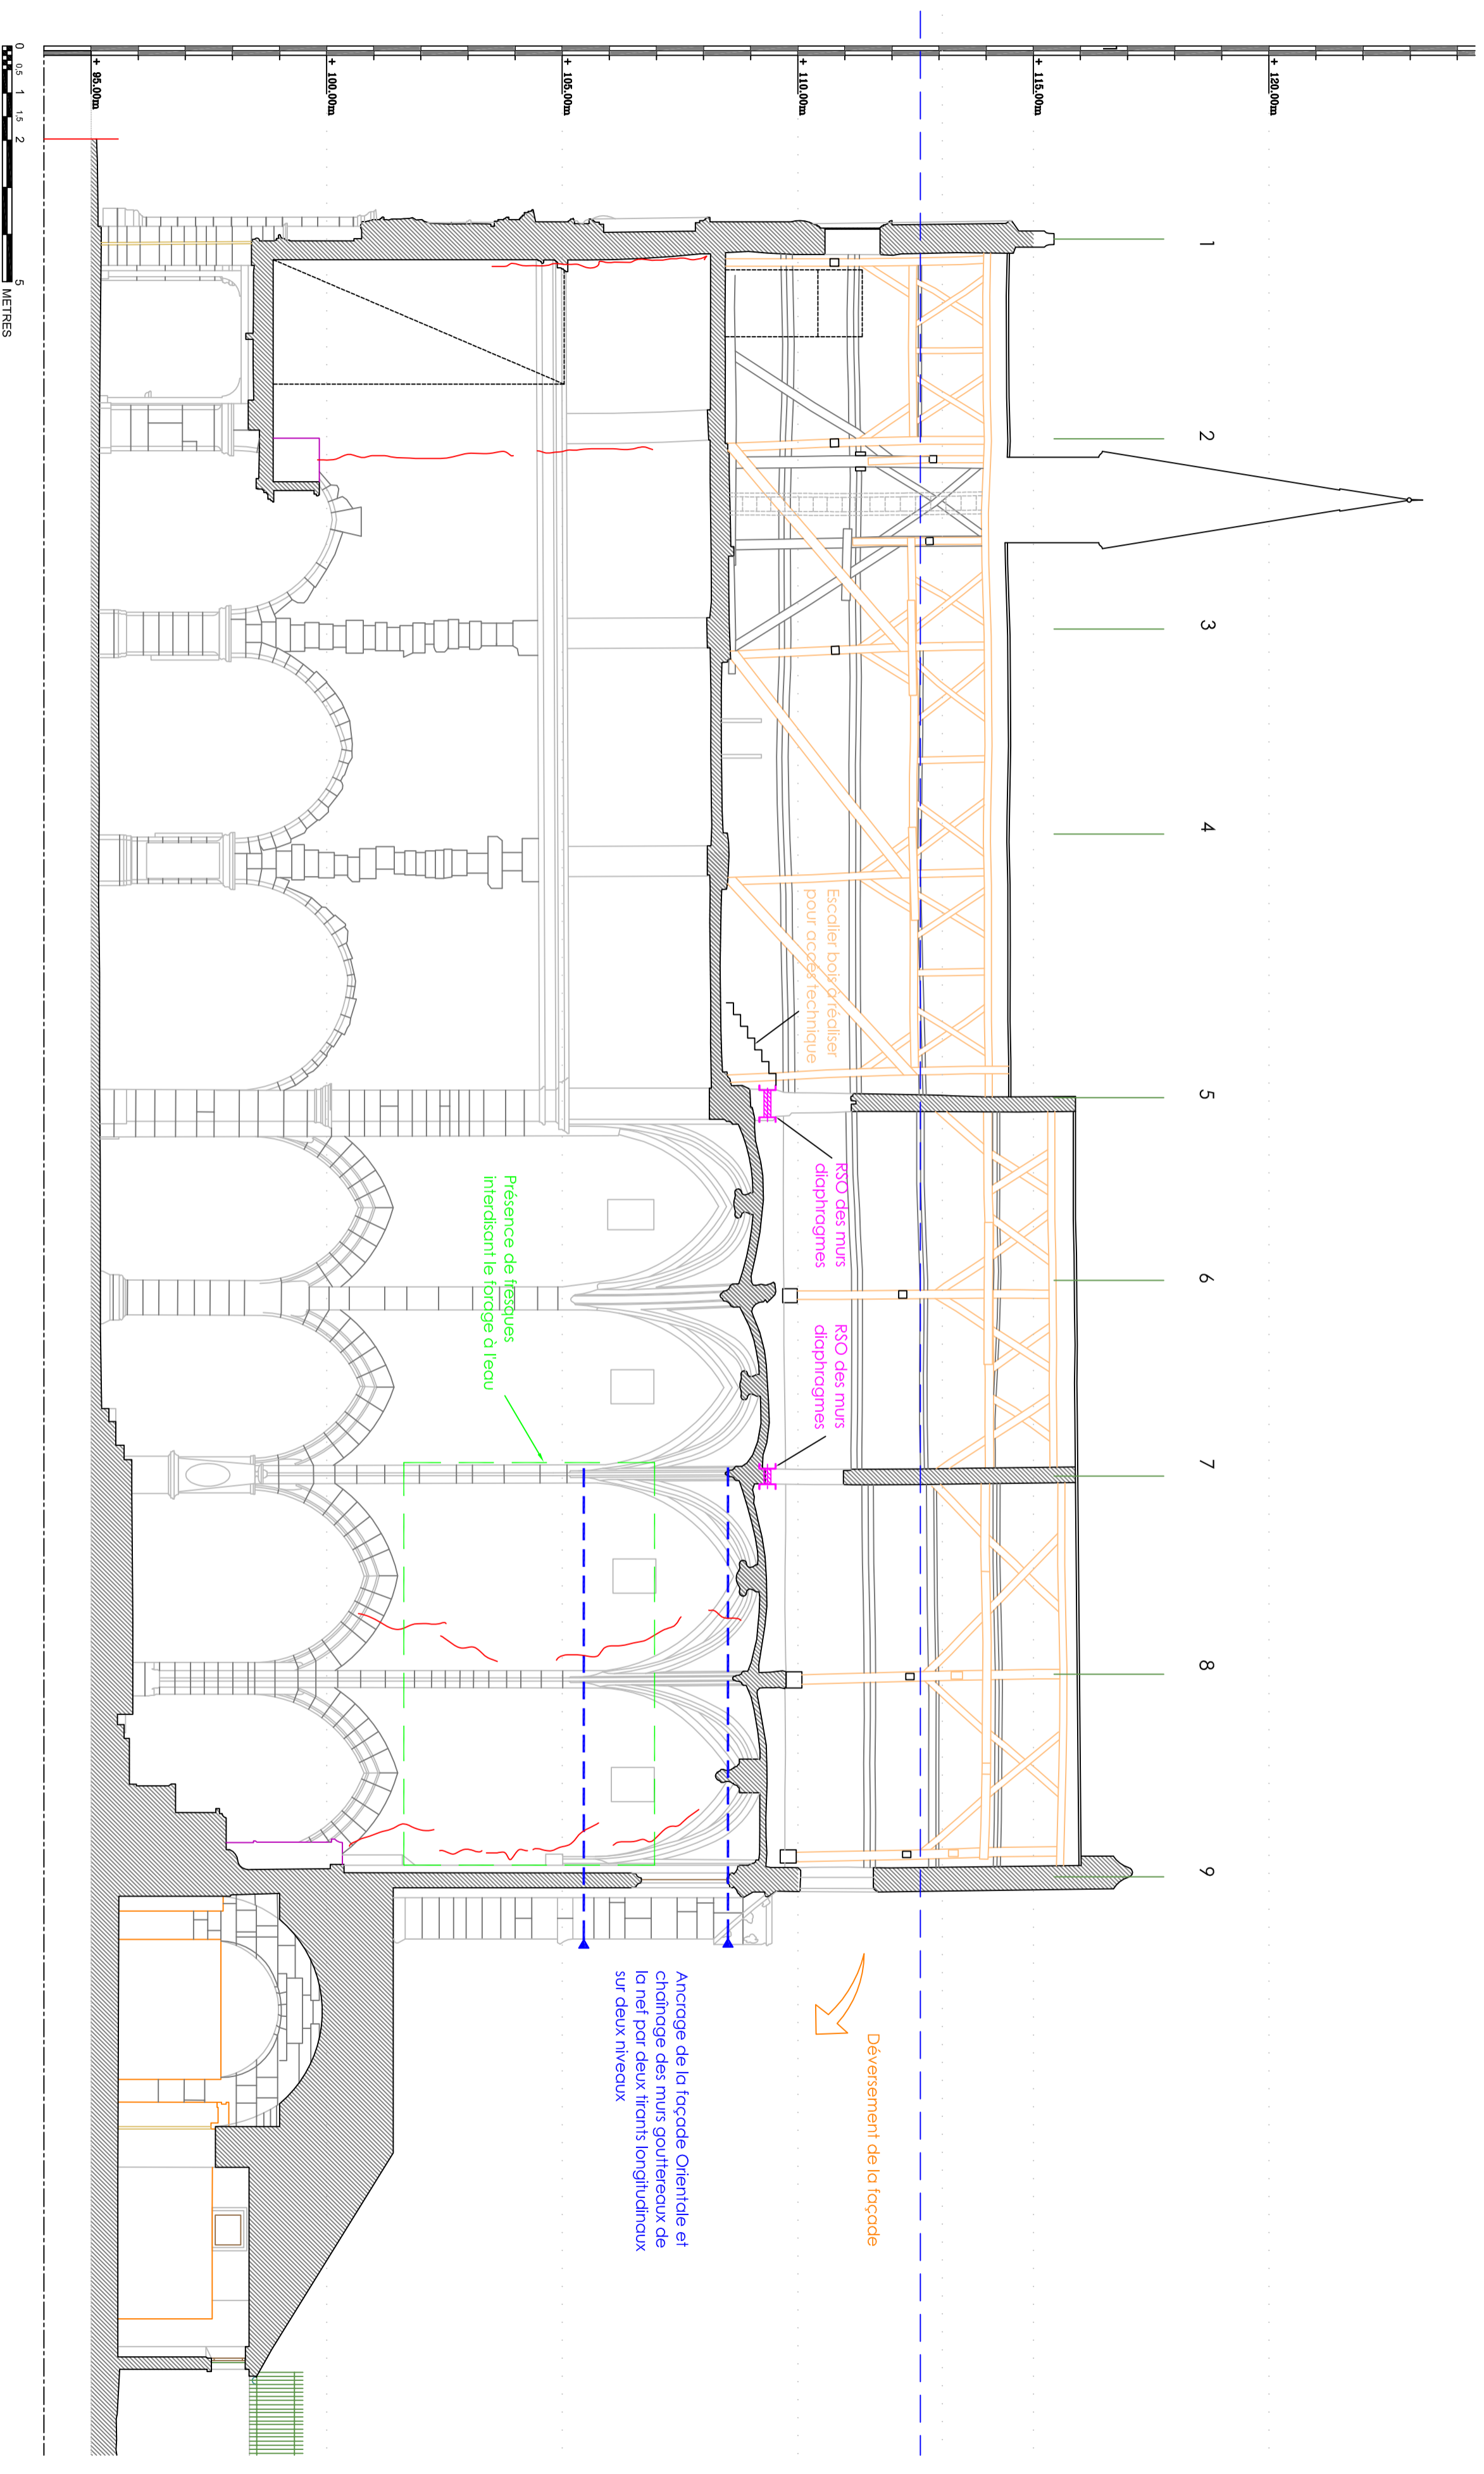 1
2
3
4
5
6
7
8
9
+ 120.00m
+ 115.00m
+ 110.00m
+ 105.00m
+ 100.00m
+ 95.00m
Escalier bois à réaliser
pour accès technique
RSO des murs
diaphragmes
RSO des murs
diaphragmes
Présence de fresques
interdisant le forage à l'eau
Déversement de la façade
Ancrage de la façade Orientale et
chaînage des murs gouttereaux de
la nef par deux tirants longitudinaux
sur deux niveaux
0 0,5 1 1,5 2 5 METRES